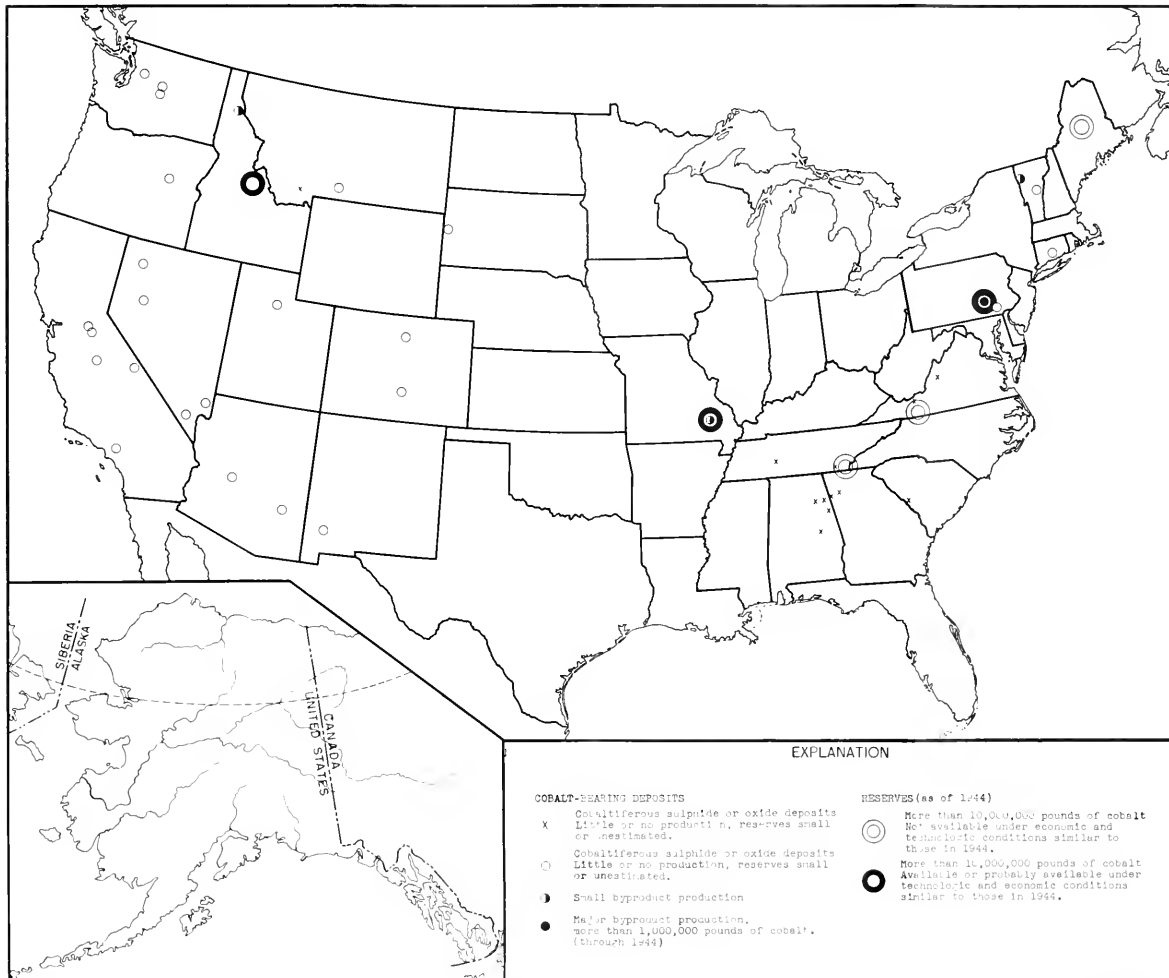 SIBERIA
ALASKA
CANADA
UNITED STATES
EXPLANATION
COBALT-BEARING DEPOSITS
x Cobaltiferous sulphide or oxide deposits
Little or no production, reserves small
or unestimated.
Cobaltiferous sulphide or oxide deposits
Little or no production, reserves small
or unestimated.
Small byproduct production
Major byproduct production,
more than 1,000,000 pounds of cobalt.
(through 1944)
RESERVES (as of 1944)
More than 10,000,000 pounds of cobalt
Not available under economic and
technologic conditions similar to
those in 1944.
More than 10,000,000 pounds of cobalt
Available or probably available under
technologic and economic conditions
similar to those in 1944.